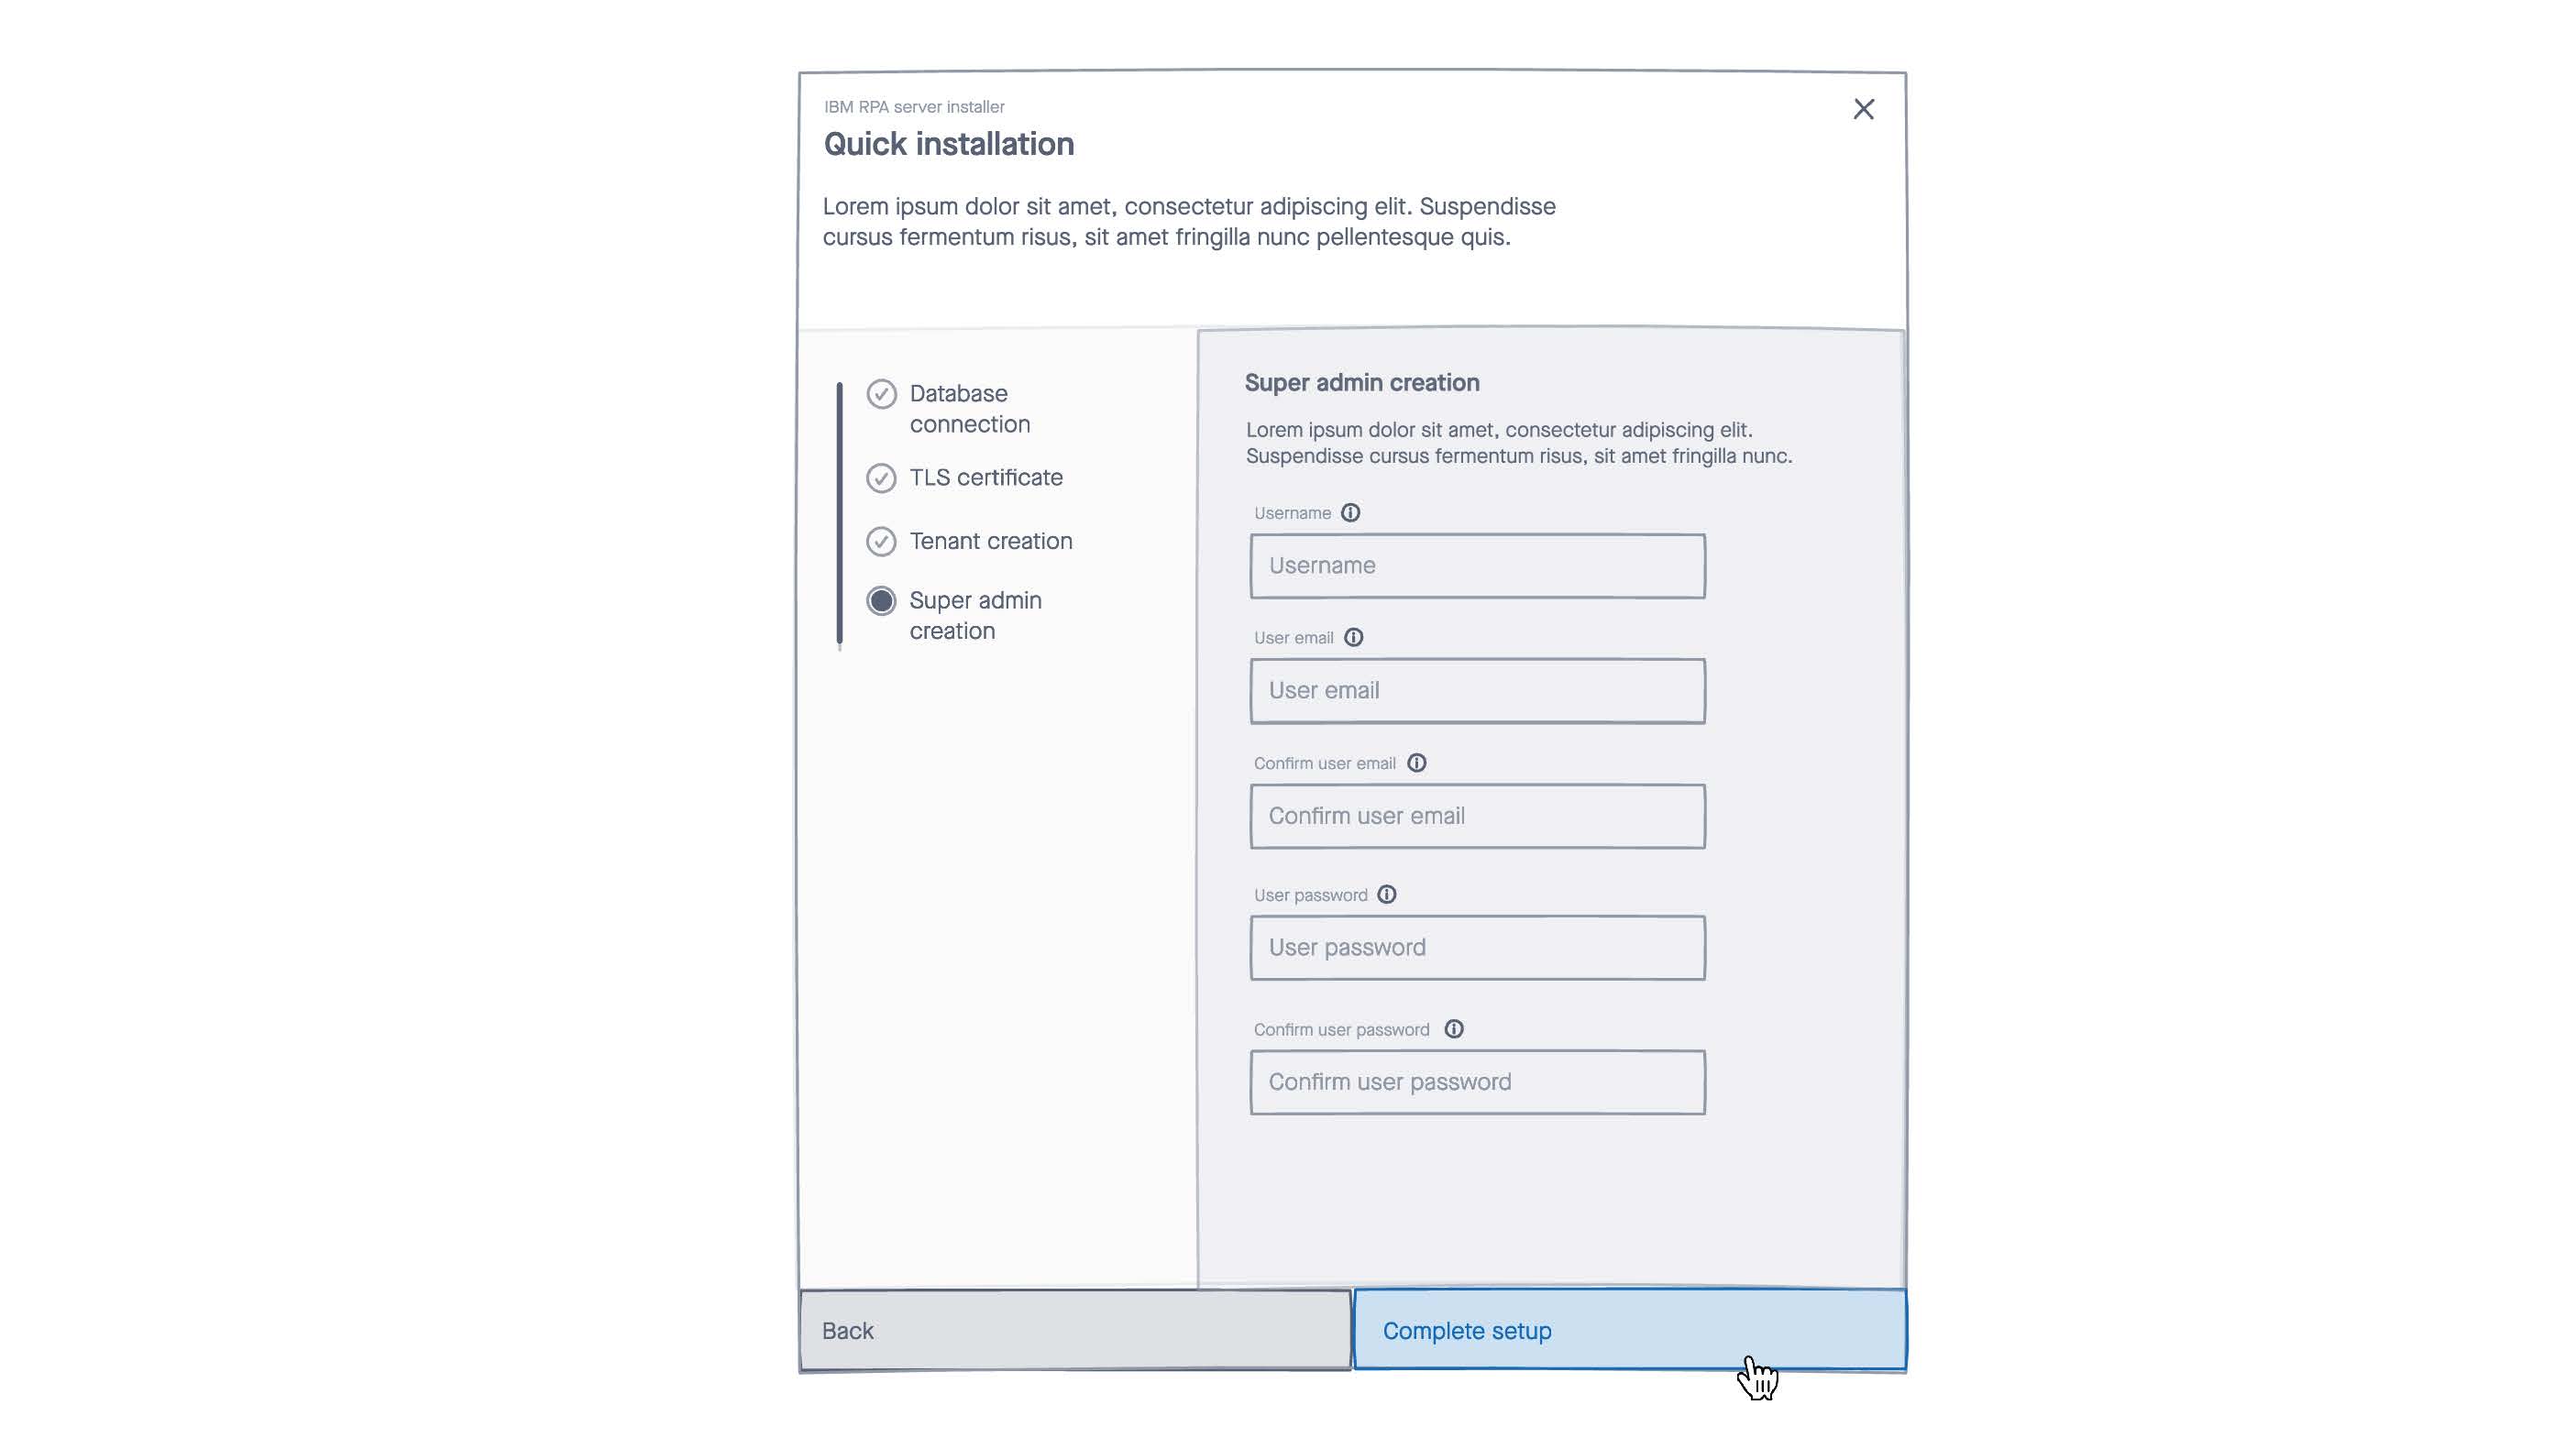 IBM RPA server installer
Quick installation
Lorem ipsum dolor sit amet, consectetur adipiscing elit. Suspendisse
cursus fermentum risus, sit amet fringilla nunc pellentesque quis.
Database
connection
TLS certificate
Tenant creation
Super admin
creation
Super admin creation
Lorem ipsum dolor sit amet, consectetur adipiscing elit.
Suspendisse cursus fermentum risus, sit amet fringilla nunc.
Username
Username
User email
User email
Confirm user email
Confirm user email
User password
User password
Confirm user password
Confirm user password
Back
Complete setup